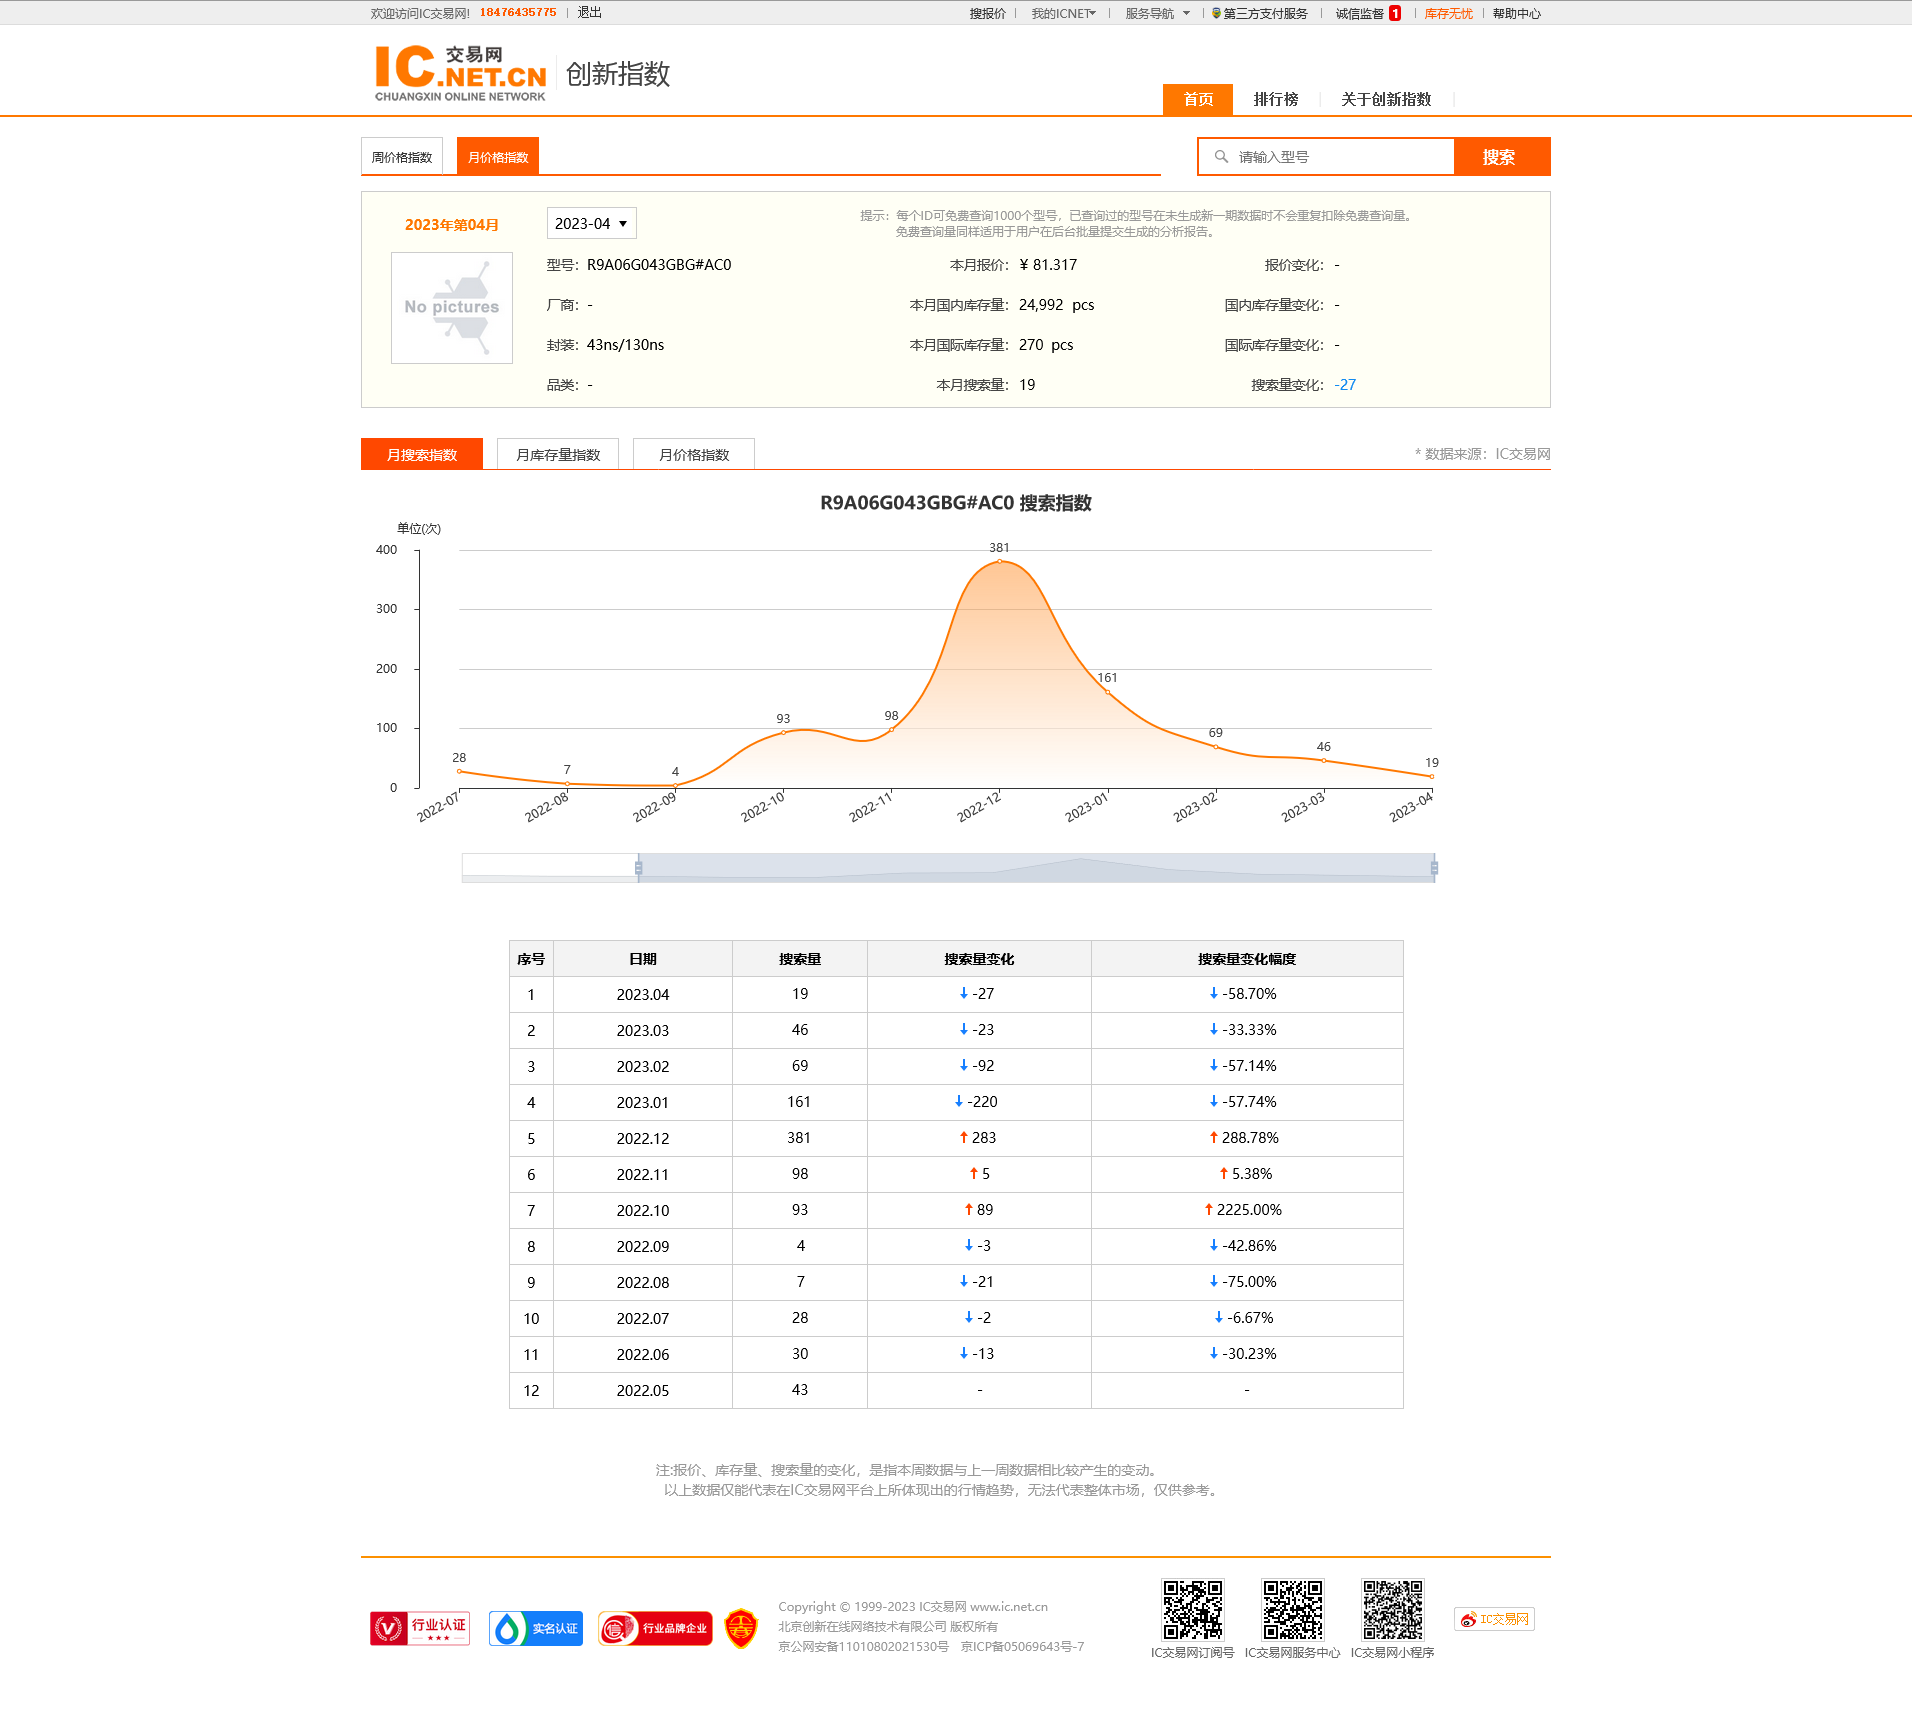 欢迎访问IC交易网! 18476435775 退出 搜报价 我的ICNET 服务导航 第三方支付服务 诚信监督 1 库存无忧 帮助中心
IC.NET.CN 交易网
CHUANGXIN ONLINE NETWORK
创新指数
首页 排行榜 关于创新指数
周价格指数 月价格指数 请输入型号 搜索
2023年第04月 2023-04 提示：每个ID可免费查询1000个型号，已查询过的型号在未生成新一期数据时不会重复扣除免费查询量。
免费查询量同样适用于用户在后台批量提交生成的分析报告。
No pictures
型号：R9A06G043GBG#AC0 本月报价：¥ 81.317 报价变化：-
厂商：- 本月国内库存量：24,992 pcs 国内库存量变化：-
封装：43ns/130ns 本月国际库存量：270 pcs 国际库存量变化：-
品类：- 本月搜索量：19 搜索量变化：-27
月搜索指数 月库存量指数 月价格指数 * 数据来源：IC交易网
R9A06G043GBG#AC0 搜索指数
单位(次)
400
300
200
100
0
28 7 4 93 98 381 161 69 46 19
2022-07 2022-08 2022-09 2022-10 2022-11 2022-12 2023-01 2023-02 2023-03 2023-04
序号 日期 搜索量 搜索量变化 搜索量变化幅度
1 2023.04 19 ↓ -27 ↓ -58.70%
2 2023.03 46 ↓ -23 ↓ -33.33%
3 2023.02 69 ↓ -92 ↓ -57.14%
4 2023.01 161 ↓ -220 ↓ -57.74%
5 2022.12 381 ↑ 283 ↑ 288.78%
6 2022.11 98 ↑ 5 ↑ 5.38%
7 2022.10 93 ↑ 89 ↑ 2225.00%
8 2022.09 4 ↓ -3 ↓ -42.86%
9 2022.08 7 ↓ -21 ↓ -75.00%
10 2022.07 28 ↓ -2 ↓ -6.67%
11 2022.06 30 ↓ -13 ↓ -30.23%
12 2022.05 43 - -
注:报价、库存量、搜索量的变化，是指本周数据与上一周数据相比较产生的变动。
以上数据仅能代表在IC交易网平台上所体现出的行情趋势，无法代表整体市场，仅供参考。
行业认证 实名认证 行业品牌企业
Copyright © 1999-2023 IC交易网 www.ic.net.cn
北京创新在线网络技术有限公司 版权所有
京公网安备11010802021530号 京ICP备05069643号-7
IC交易网订阅号 IC交易网服务中心 IC交易网小程序
IC交易网